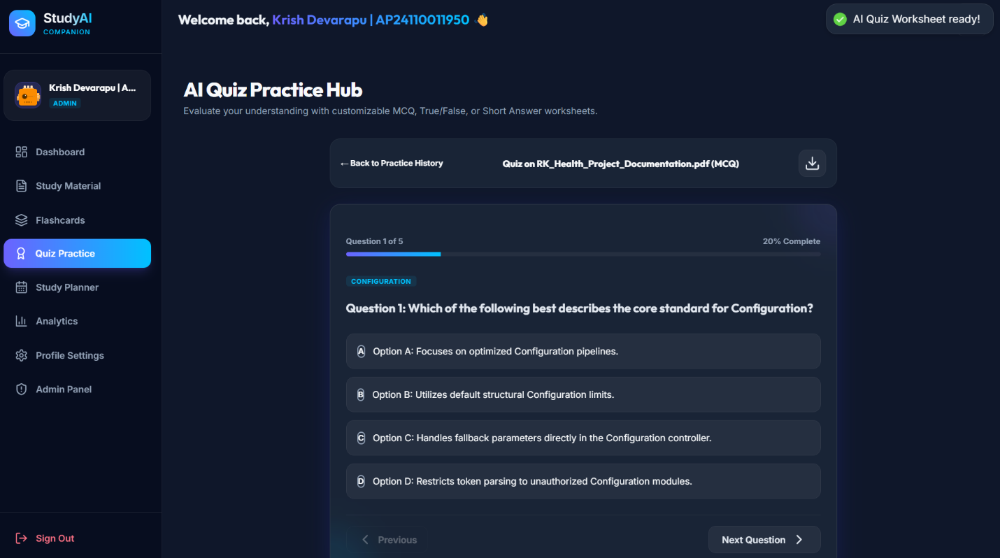 StudyAI
COMPANION
Welcome back, Krish Devarapu | AP24110011950 👋
AI Quiz Worksheet ready!
Krish Devarapu | A...
ADMIN
Dashboard
Study Material
Flashcards
Quiz Practice
Study Planner
Analytics
Profile Settings
Admin Panel
Sign Out
AI Quiz Practice Hub
Evaluate your understanding with customizable MCQ, True/False, or Short Answer worksheets.
←Back to Practice History
Quiz on RK_Health_Project_Documentation.pdf (MCQ)
Question 1 of 5
20% Complete
CONFIGURATION
Question 1: Which of the following best describes the core standard for Configuration?
A Option A: Focuses on optimized Configuration pipelines.
B Option B: Utilizes default structural Configuration limits.
C Option C: Handles fallback parameters directly in the Configuration controller.
D Option D: Restricts token parsing to unauthorized Configuration modules.
Previous
Next Question